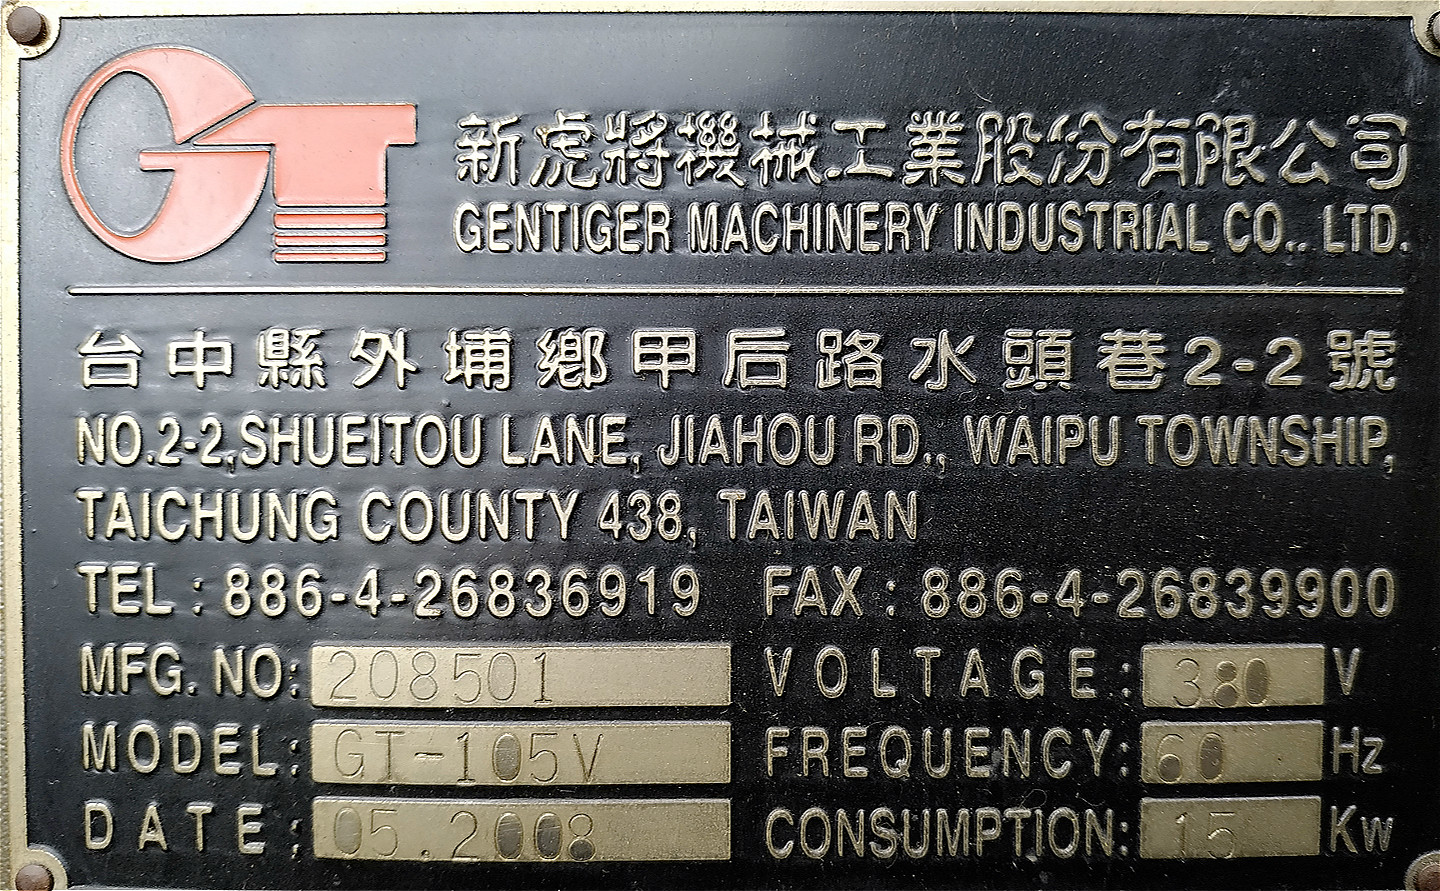 GT
新虎將機械工業股份有限公司
GENTIGER MACHINERY INDUSTRIAL CO., LTD.
台中縣外埔鄉甲后路水頭巷2-2號
NO.2-2,SHUEITOU LANE, JIAHOU RD., WAIPU TOWNSHIP,
TAICHUNG COUNTY 438, TAIWAN
TEL : 886-4-26836919 FAX : 886-4-26839900
MFG. NO: 208501 VOLTAGE: 380 V
MODEL: GT-105V FREQUENCY: 60 Hz
DATE: 05.2008 CONSUMPTION: 15 Kw